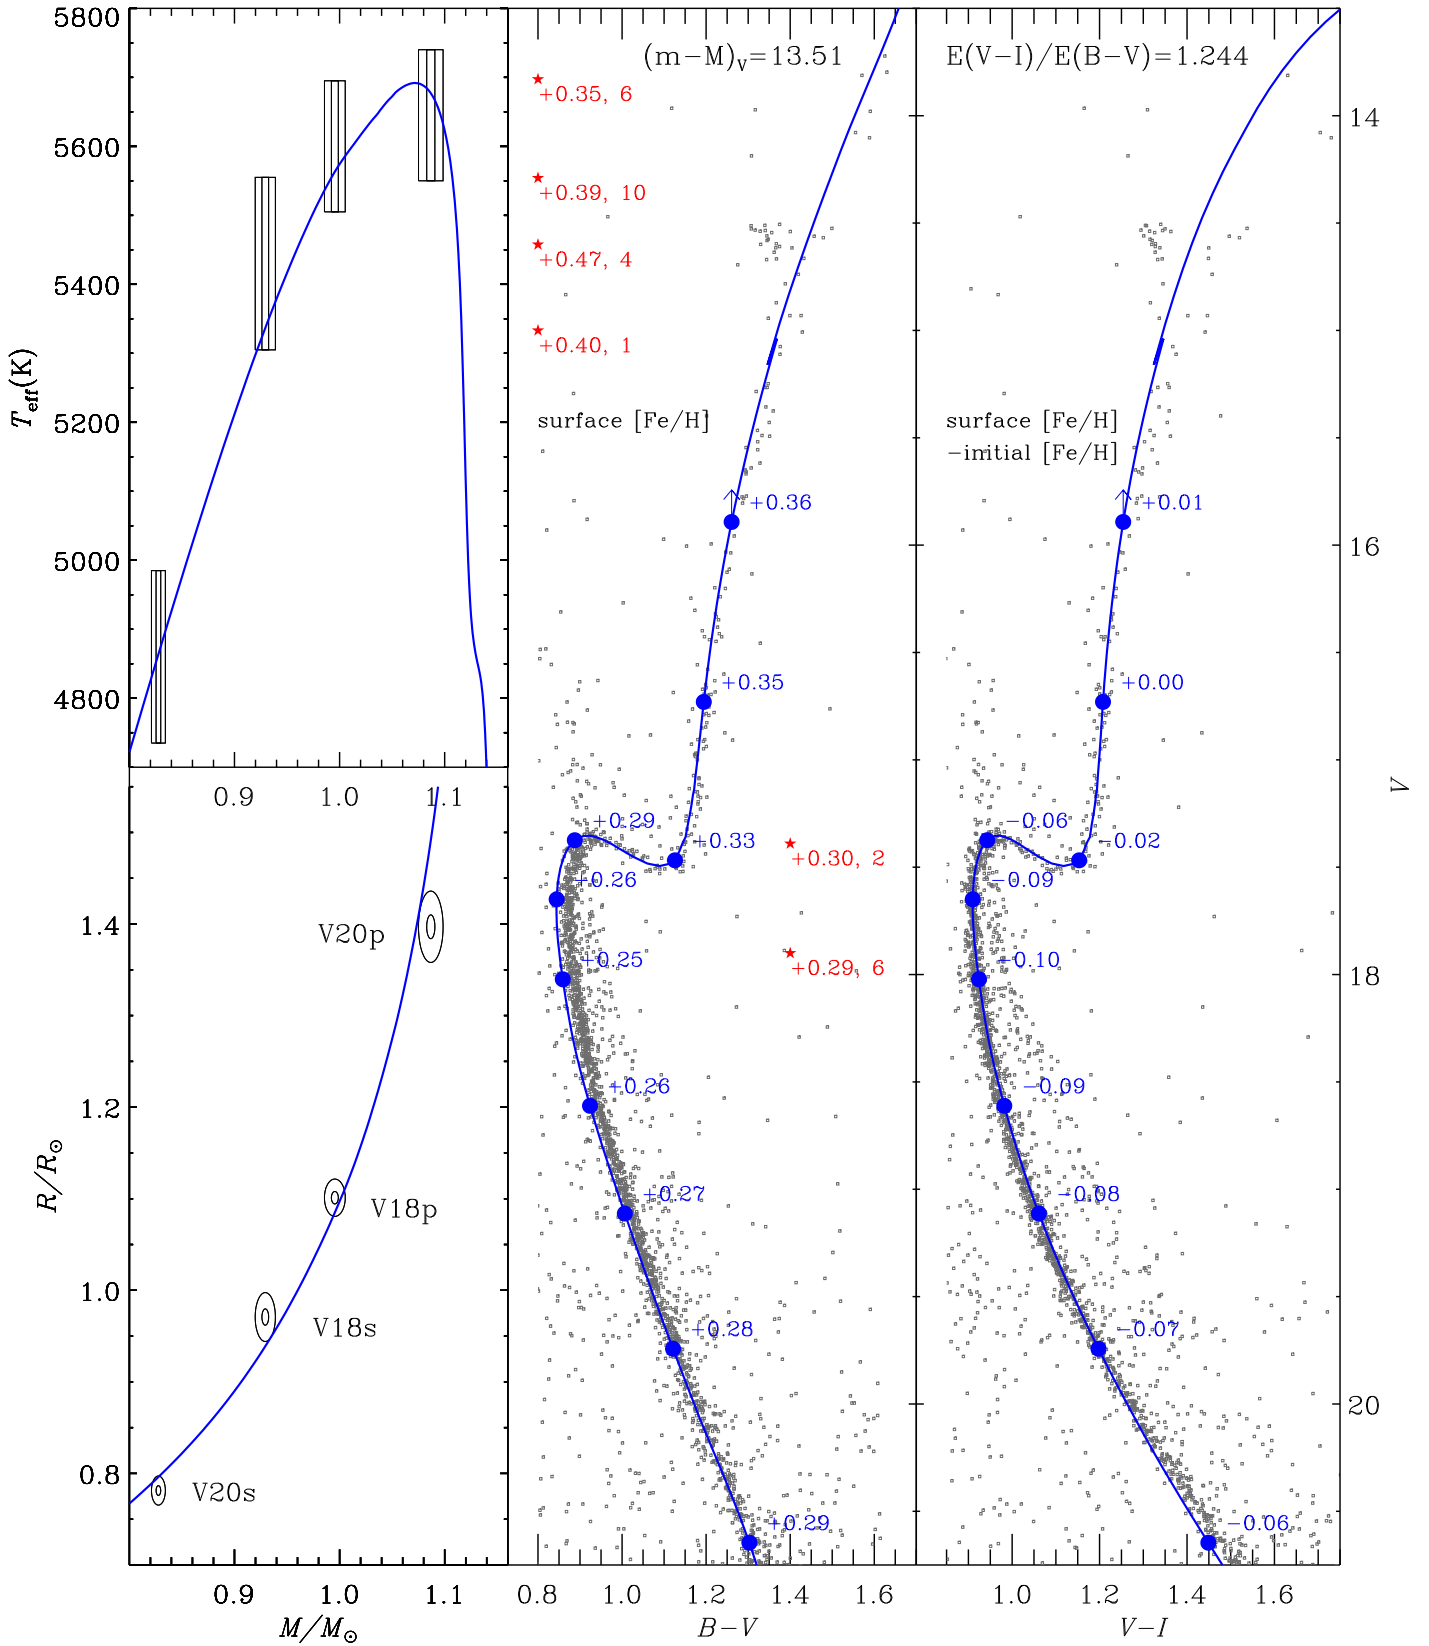 5800
5600
5400
5200
5000
4800
T_eff(K)
0.9 1.0 1.1
1.4
1.2
1.0
0.8
R/R⊙
V20p
V18p
V18s
V20s
0.9 1.0 1.1
M/M⊙
(m−M)_V=13.51
+0.35, 6
+0.39, 10
+0.47, 4
+0.40, 1
surface [Fe/H]
+0.36
+0.35
+0.29
+0.33
+0.26
+0.30, 2
+0.25
+0.29, 6
+0.26
+0.27
+0.28
+0.29
0.8 1.0 1.2 1.4 1.6
B−V
E(V−I)/E(B−V)=1.244
surface [Fe/H]
−initial [Fe/H]
+0.01
+0.00
−0.06
−0.02
−0.09
−0.10
−0.09
−0.08
−0.07
−0.06
1.0 1.2 1.4 1.6
V−I
14
16
18
20
V